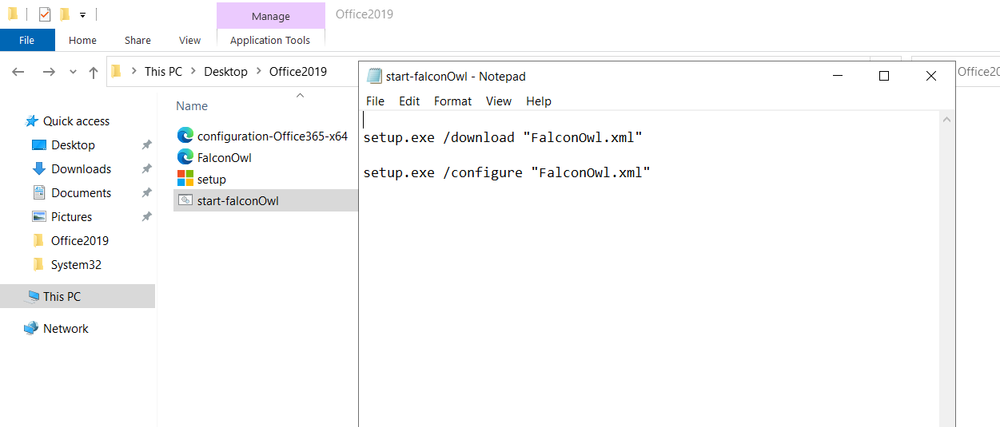 Manage
Office2019
File
Home
Share
View
Application Tools
This PC
Desktop
Office2019
Name
Quick access
Desktop
Downloads
Documents
Pictures
Office2019
System32
This PC
Network
configuration-Office365-x64
FalconOwl
setup
start-falconOwl
start-falconOwl - Notepad
File Edit Format View Help
setup.exe /download "FalconOwl.xml"
setup.exe /configure "FalconOwl.xml"